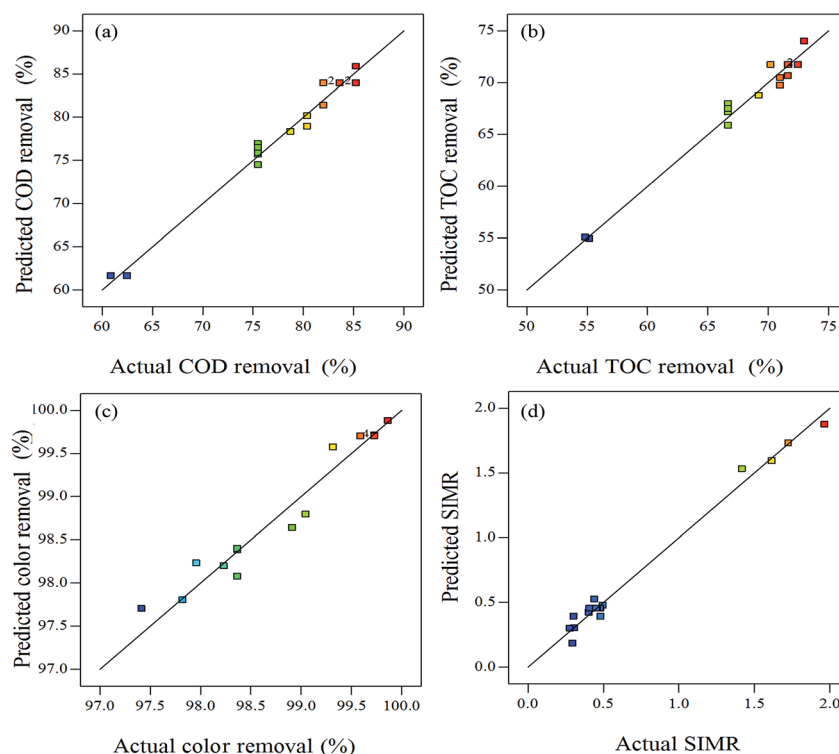 (a)
Predicted COD removal (%)
90
85
80
75
70
65
60
2
2
60 65 70 75 80 85 90
Actual COD removal (%)
(b)
Predicted TOC removal (%)
75
70
65
60
55
50
2
50 55 60 65 70 75
Actual TOC removal (%)
(c)
Predicted color removal (%)
100.0
99.5
99.0
98.5
98.0
97.5
97.0
4
97.0 97.5 98.0 98.5 99.0 99.5 100.0
Actual color removal (%)
(d)
Predicted SIMR
2.0
1.5
1.0
0.5
0.0
0.0 0.5 1.0 1.5 2.0
Actual SIMR